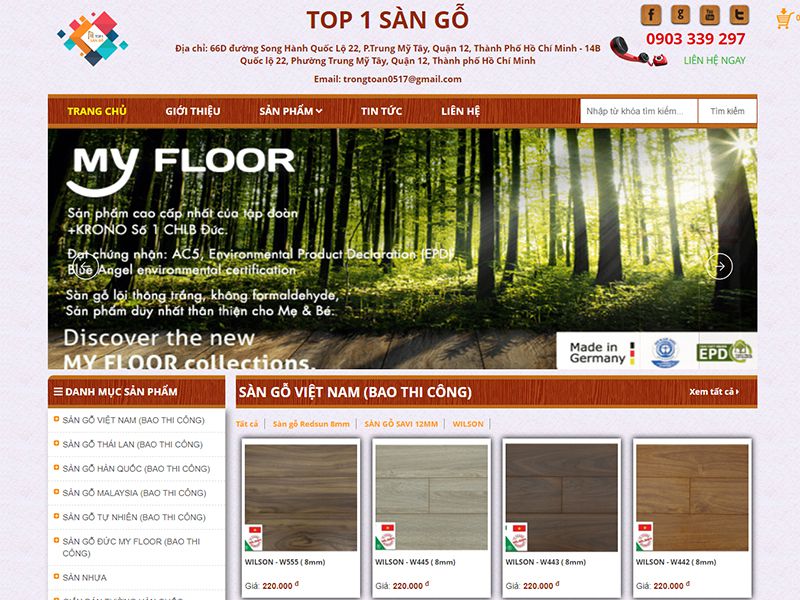 TOP 1 SÀN GỖ
Địa chỉ: 66D đường Song Hành Quốc Lộ 22, P.Trung Mỹ Tây, Quận 12, Thành Phố Hồ Chí Minh - 14B
Quốc lộ 22, Phường Trung Mỹ Tây, Quận 12, Thành phố Hồ Chí Minh
Email: trongtoan0517@gmail.com
0903 339 297
LIÊN HỆ NGAY
TRANG CHỦ GIỚI THIỆU SẢN PHẨM TIN TỨC LIÊN HỆ
Nhập từ khóa tìm kiếm... Tìm kiếm
MY FLOOR
Sản phẩm cao cấp nhất của tập đoàn
+KRONO Số 1 CHLB Đức.
Đạt chứng nhận: AC5, Environmental Product Declaration (EPD)
Blue Angel environmental certification
Sàn gỗ lõi thông trắng, không formaldehyde,
Sản phẩm duy nhất thân thiện cho Mẹ & Bé.
Discover the new
MY FLOOR collections.
Made in
Germany
EPD
DANH MỤC SẢN PHẨM
SÀN GỖ VIỆT NAM (BAO THI CÔNG)
SÀN GỖ THÁI LAN (BAO THI CÔNG)
SÀN GỖ HÀN QUỐC (BAO THI CÔNG)
SÀN GỖ MALAYSIA (BAO THI CÔNG)
SÀN GỖ TỰ NHIÊN (BAO THI CÔNG)
SÀN GỖ ĐỨC MY FLOOR (BAO THI
CÔNG)
SÀN NHỰA
SÀN GỖ VIỆT NAM (BAO THI CÔNG) Xem tất cả
Tất cả Sàn gỗ Redsun 8mm SÀN GỖ SAVI 12MM WILSON
WILSON - W555 ( 8mm)
Giá: 220.000 đ
WILSON - W445 ( 8mm)
Giá: 220.000 đ
WILSON - W443 ( 8mm)
Giá: 220.000 đ
WILSON - W442 ( 8mm)
Giá: 220.000 đ